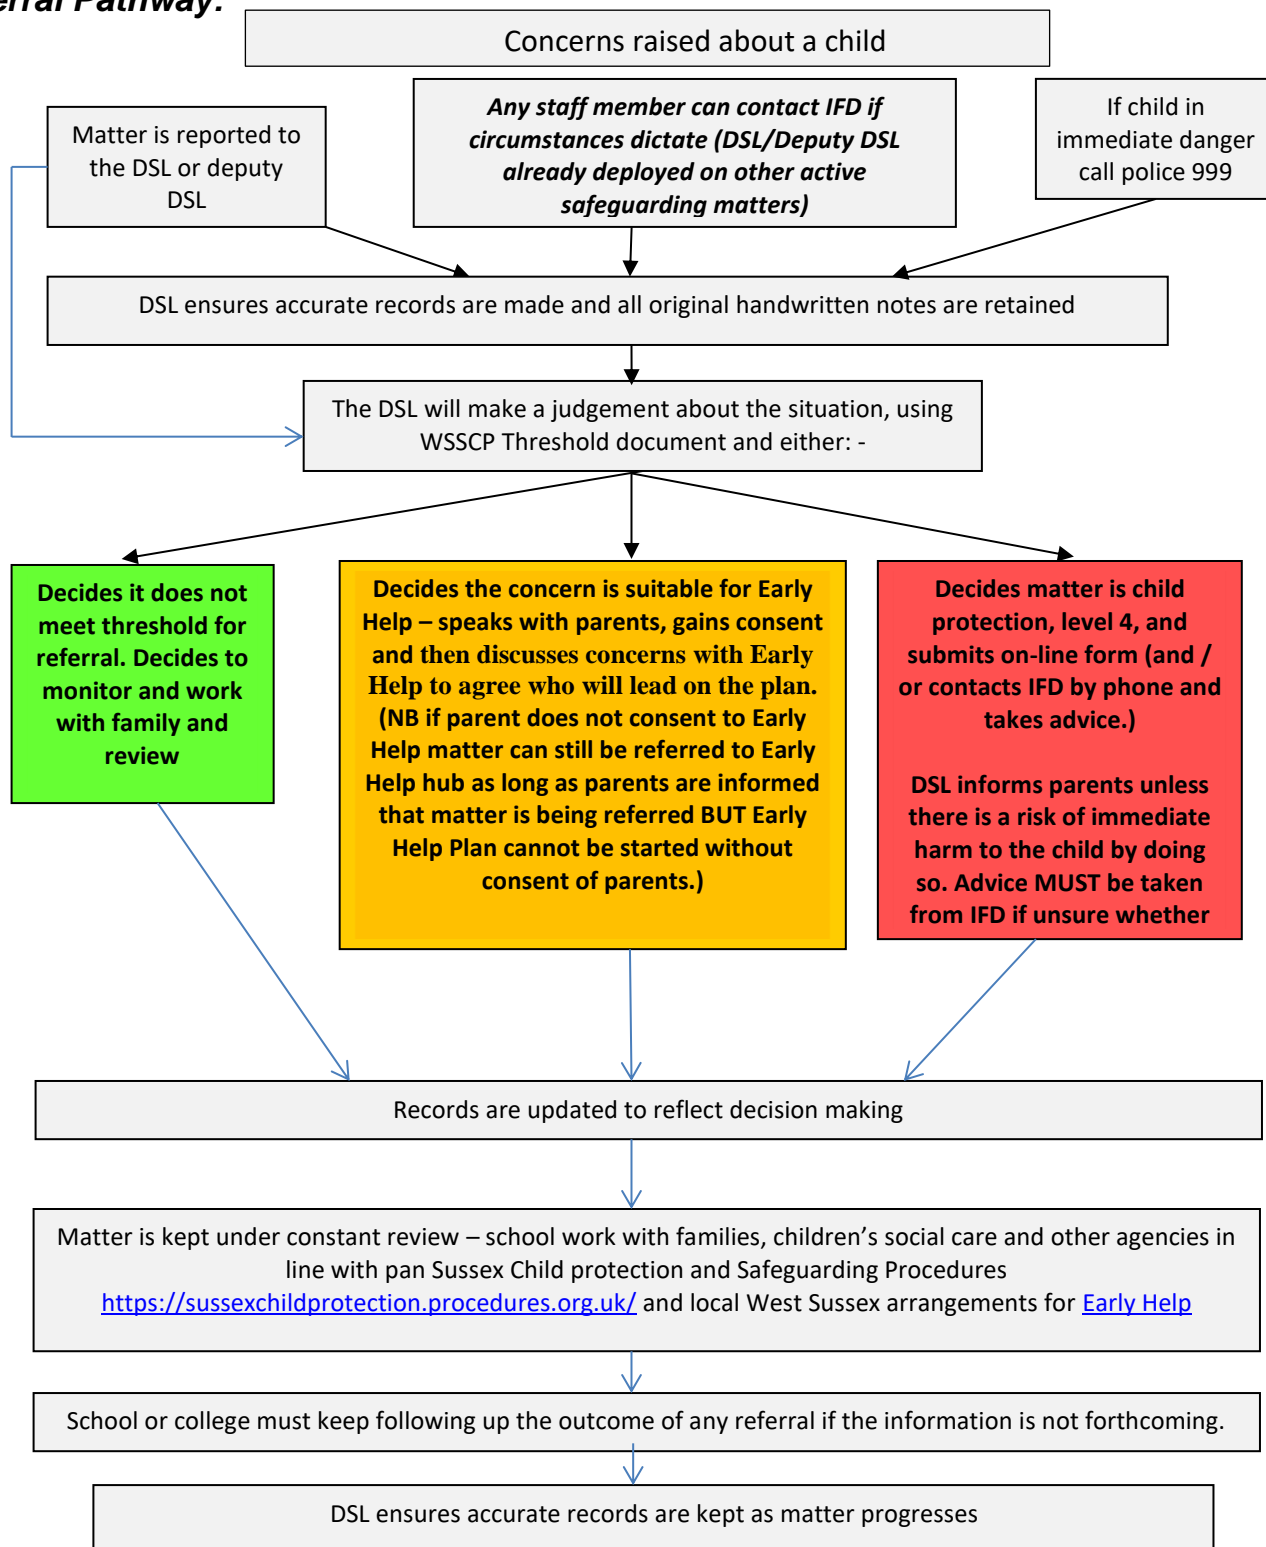 Pathway:
Concerns raised about a child
Matter is reported to
the DSL or deputy
DSL
Any staff member can contact IFD if
circumstances dictate (DSL/Deputy DSL
already deployed on other active
safeguarding matters)
If child in
immediate danger
call police 999
DSL ensures accurate records are made and all original handwritten notes are retained
The DSL will make a judgement about the situation, using
WSSCP Threshold document and either: -
Decides it does not
meet threshold for
referral. Decides to
monitor and work
with family and
review
Decides the concern is suitable for Early
Help – speaks with parents, gains consent
and then discusses concerns with Early
Help to agree who will lead on the plan.
(NB if parent does not consent to Early
Help matter can still be referred to Early
Help hub as long as parents are informed
that matter is being referred BUT Early
Help Plan cannot be started without
consent of parents.)
Decides matter is child
protection, level 4, and
submits on-line form (and /
or contacts IFD by phone and
takes advice.)
DSL informs parents unless
there is a risk of immediate
harm to the child by doing
so. Advice MUST be taken
from IFD if unsure whether
Records are updated to reflect decision making
Matter is kept under constant review – school work with families, children’s social care and other agencies in
line with pan Sussex Child protection and Safeguarding Procedures
https://sussexchildprotection.procedures.org.uk/ and local West Sussex arrangements for Early Help
School or college must keep following up the outcome of any referral if the information is not forthcoming.
DSL ensures accurate records are kept as matter progresses